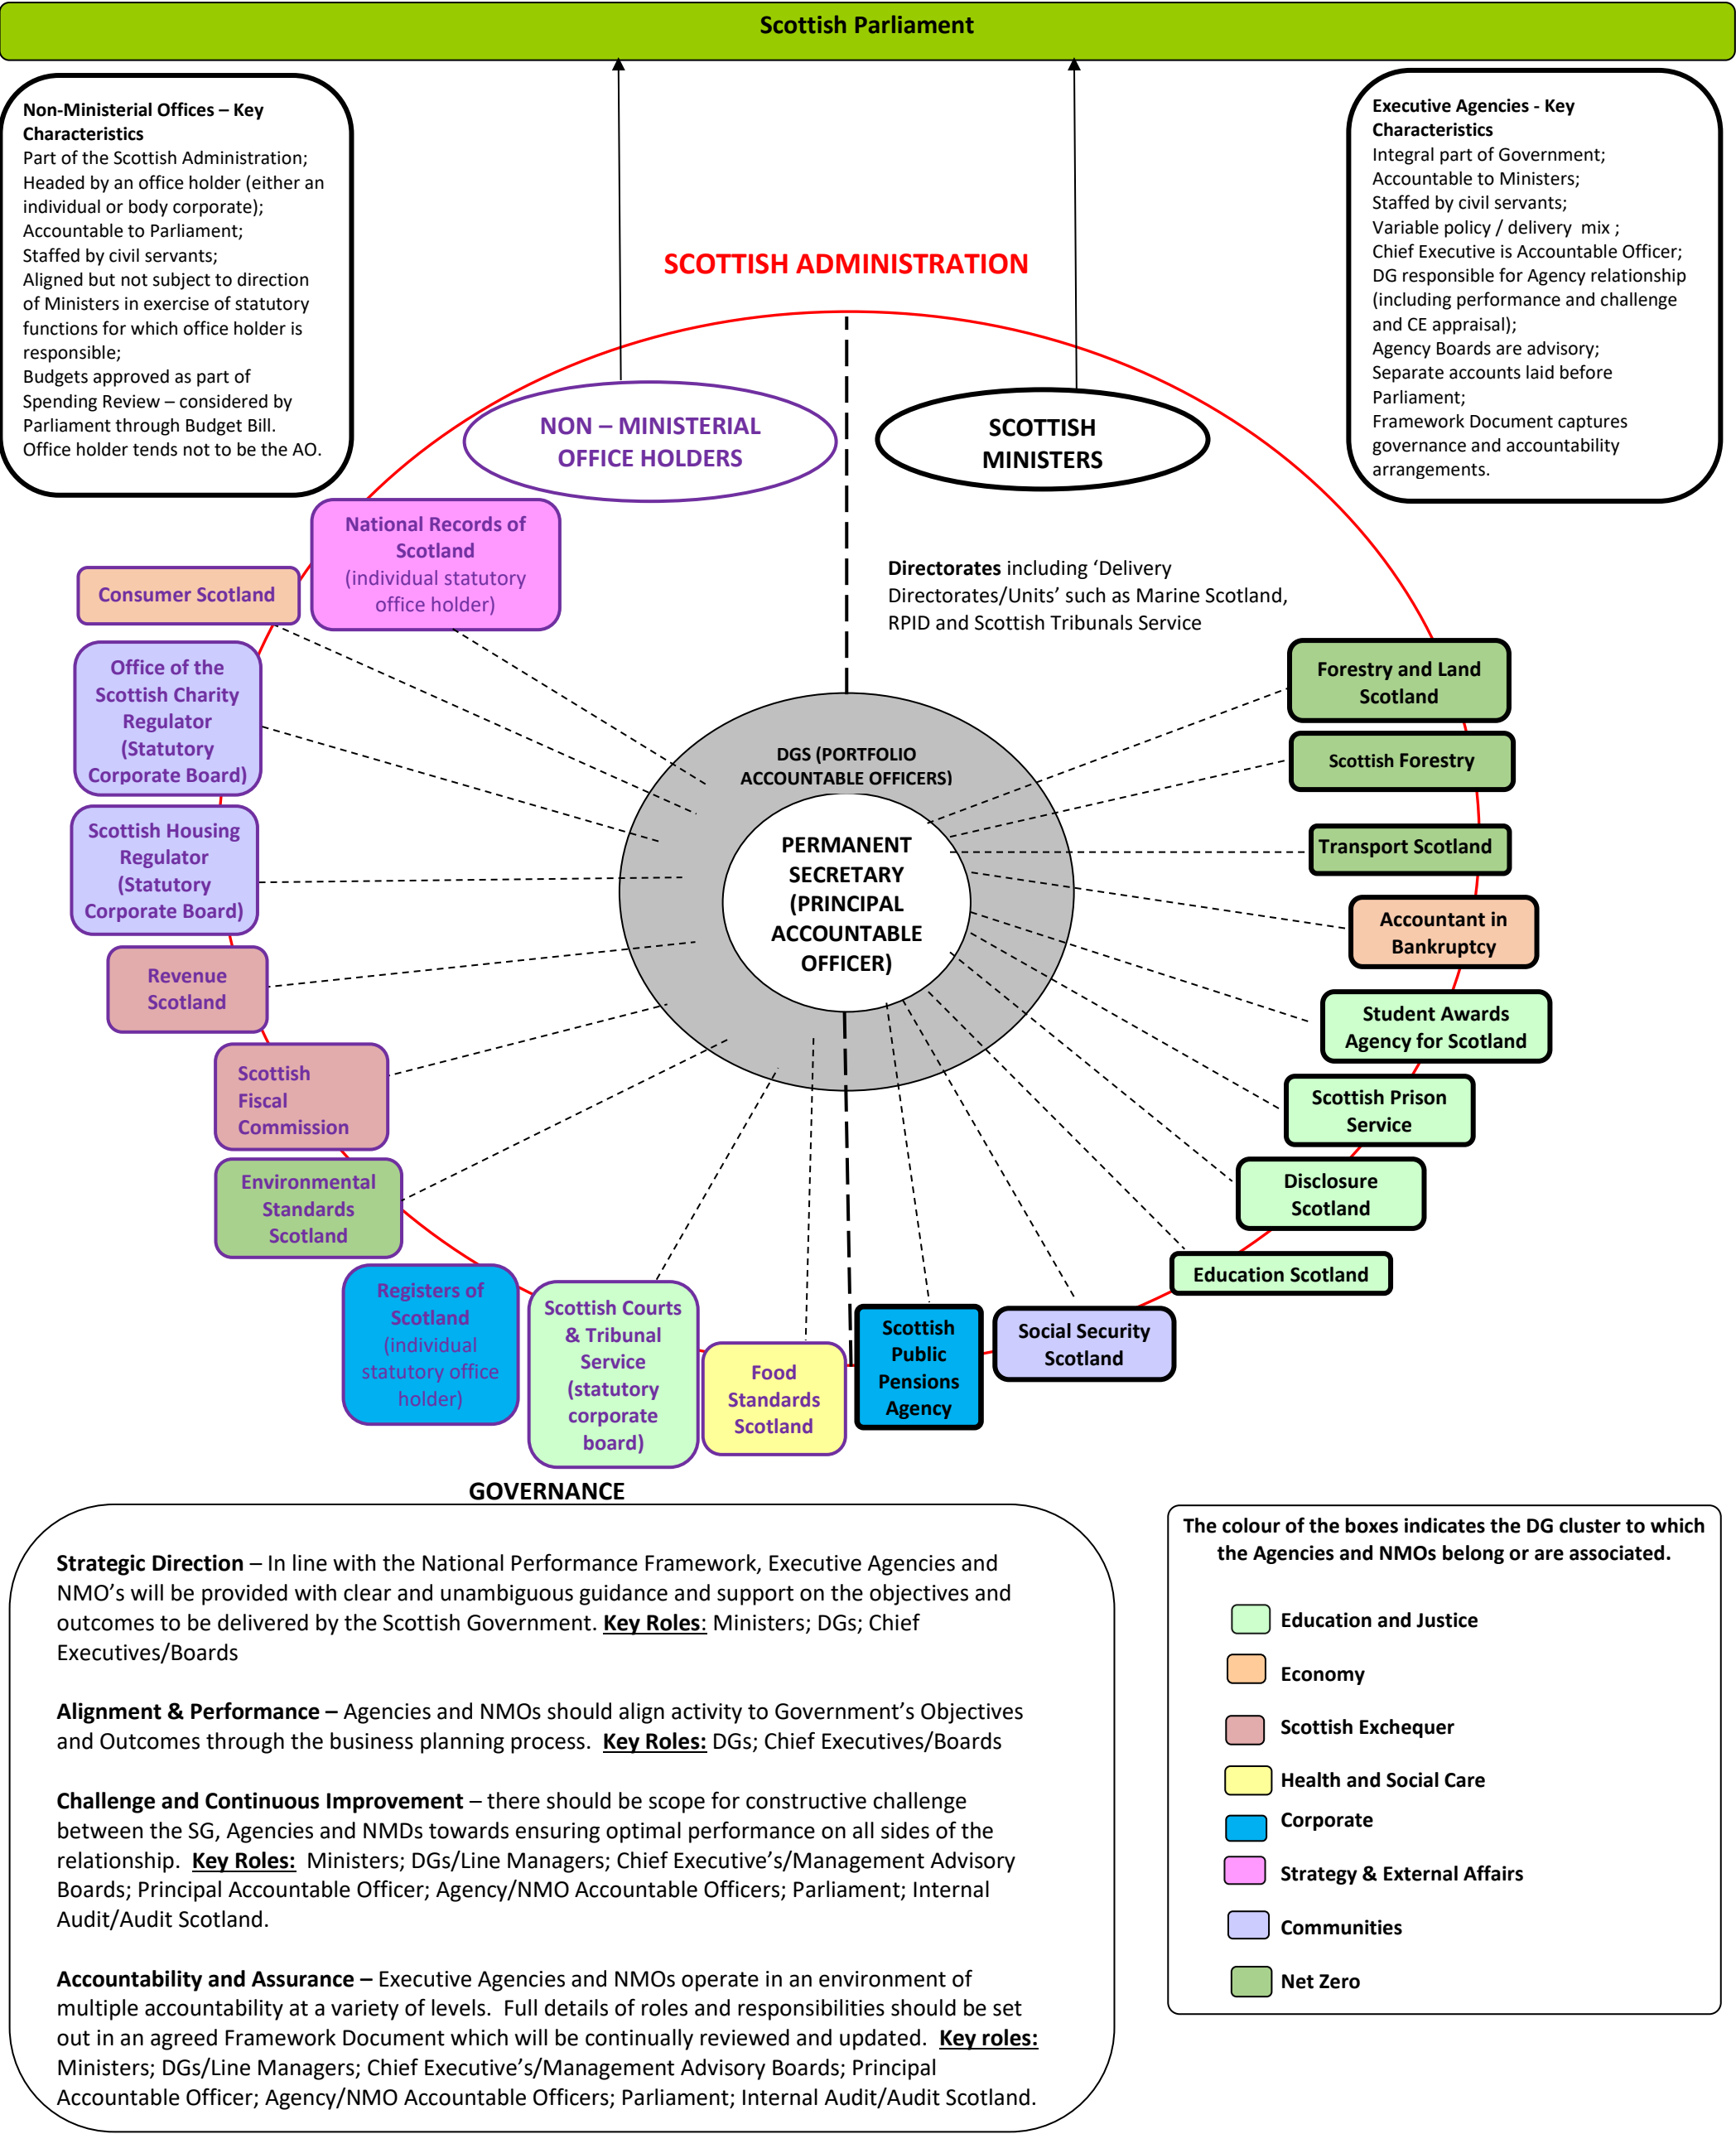 Scottish Parliament
Non-Ministerial Offices – Key
Characteristics
Part of the Scottish Administration;
Headed by an office holder (either an
individual or body corporate);
Accountable to Parliament;
Staffed by civil servants;
Aligned but not subject to direction
of Ministers in exercise of statutory
functions for which office holder is
responsible;
Budgets approved as part of
Spending Review – considered by
Parliament through Budget Bill.
Office holder tends not to be the AO.
Executive Agencies - Key
Characteristics
Integral part of Government;
Accountable to Ministers;
Staffed by civil servants;
Variable policy / delivery mix ;
Chief Executive is Accountable Officer;
DG responsible for Agency relationship
(including performance and challenge
and CE appraisal);
Agency Boards are advisory;
Separate accounts laid before
Parliament;
Framework Document captures
governance and accountability
arrangements.
SCOTTISH ADMINISTRATION
NON – MINISTERIAL
OFFICE HOLDERS
SCOTTISH
MINISTERS
National Records of
Scotland
(individual statutory
office holder)
Consumer Scotland
Office of the
Scottish Charity
Regulator
(Statutory
Corporate Board)
Scottish Housing
Regulator
(Statutory
Corporate Board)
Revenue
Scotland
Scottish
Fiscal
Commission
Environmental
Standards
Scotland
Registers of
Scotland
(individual
statutory office
holder)
Scottish Courts
& Tribunal
Service
(statutory
corporate
board)
Food
Standards
Scotland
Directorates including ‘Delivery
Directorates/Units’ such as Marine Scotland,
RPID and Scottish Tribunals Service
DGS (PORTFOLIO
ACCOUNTABLE OFFICERS)
PERMANENT
SECRETARY
(PRINCIPAL
ACCOUNTABLE
OFFICER)
Forestry and Land
Scotland
Scottish Forestry
Transport Scotland
Accountant in
Bankruptcy
Student Awards
Agency for Scotland
Scottish Prison
Service
Disclosure
Scotland
Education Scotland
Social Security
Scotland
Scottish
Public
Pensions
Agency
GOVERNANCE
Strategic Direction – In line with the National Performance Framework, Executive Agencies and
NMO’s will be provided with clear and unambiguous guidance and support on the objectives and
outcomes to be delivered by the Scottish Government. Key Roles: Ministers; DGs; Chief
Executives/Boards
Alignment & Performance – Agencies and NMOs should align activity to Government’s Objectives
and Outcomes through the business planning process. Key Roles: DGs; Chief Executives/Boards
Challenge and Continuous Improvement – there should be scope for constructive challenge
between the SG, Agencies and NMDs towards ensuring optimal performance on all sides of the
relationship. Key Roles: Ministers; DGs/Line Managers; Chief Executive’s/Management Advisory
Boards; Principal Accountable Officer; Agency/NMO Accountable Officers; Parliament; Internal
Audit/Audit Scotland.
Accountability and Assurance – Executive Agencies and NMOs operate in an environment of
multiple accountability at a variety of levels. Full details of roles and responsibilities should be set
out in an agreed Framework Document which will be continually reviewed and updated. Key roles:
Ministers; DGs/Line Managers; Chief Executive’s/Management Advisory Boards; Principal
Accountable Officer; Agency/NMO Accountable Officers; Parliament; Internal Audit/Audit Scotland.
The colour of the boxes indicates the DG cluster to which
the Agencies and NMOs belong or are associated.
Education and Justice
Economy
Scottish Exchequer
Health and Social Care
Corporate
Strategy & External Affairs
Communities
Net Zero